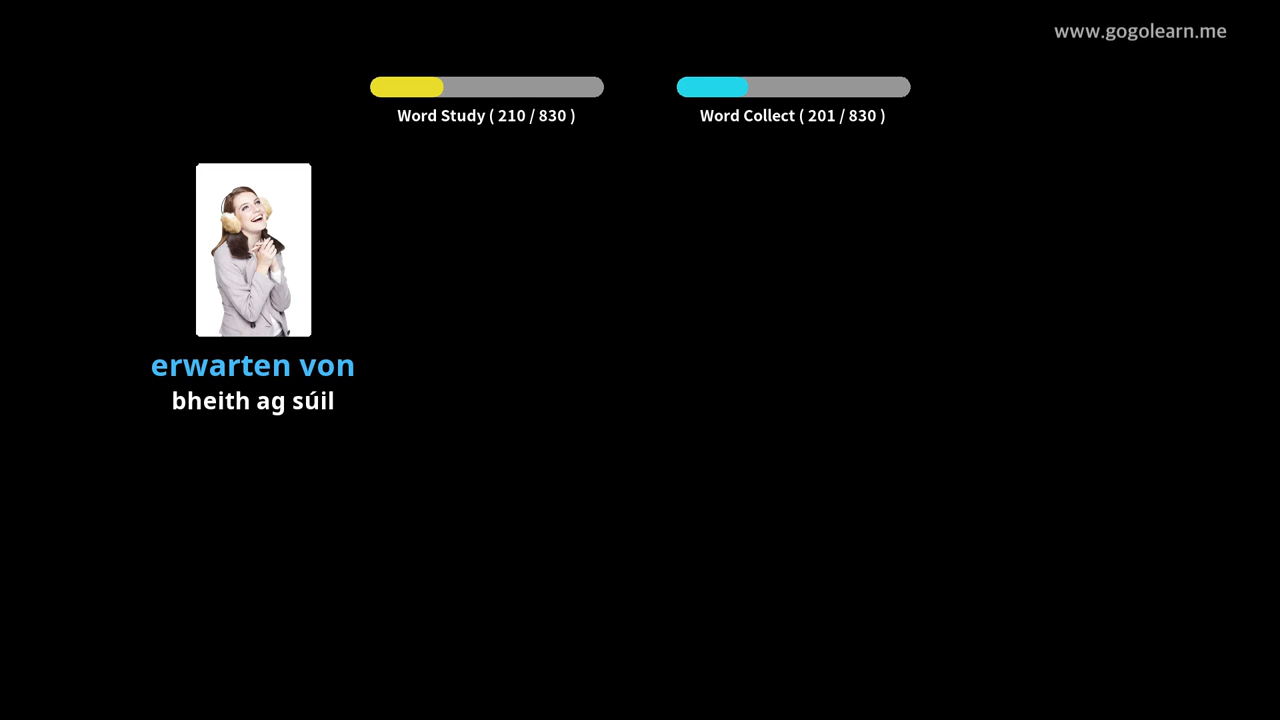 www.gogolearn.me
Word Study ( 210 / 830 )
Word Collect ( 201 / 830 )
erwarten von
bheith ag súil